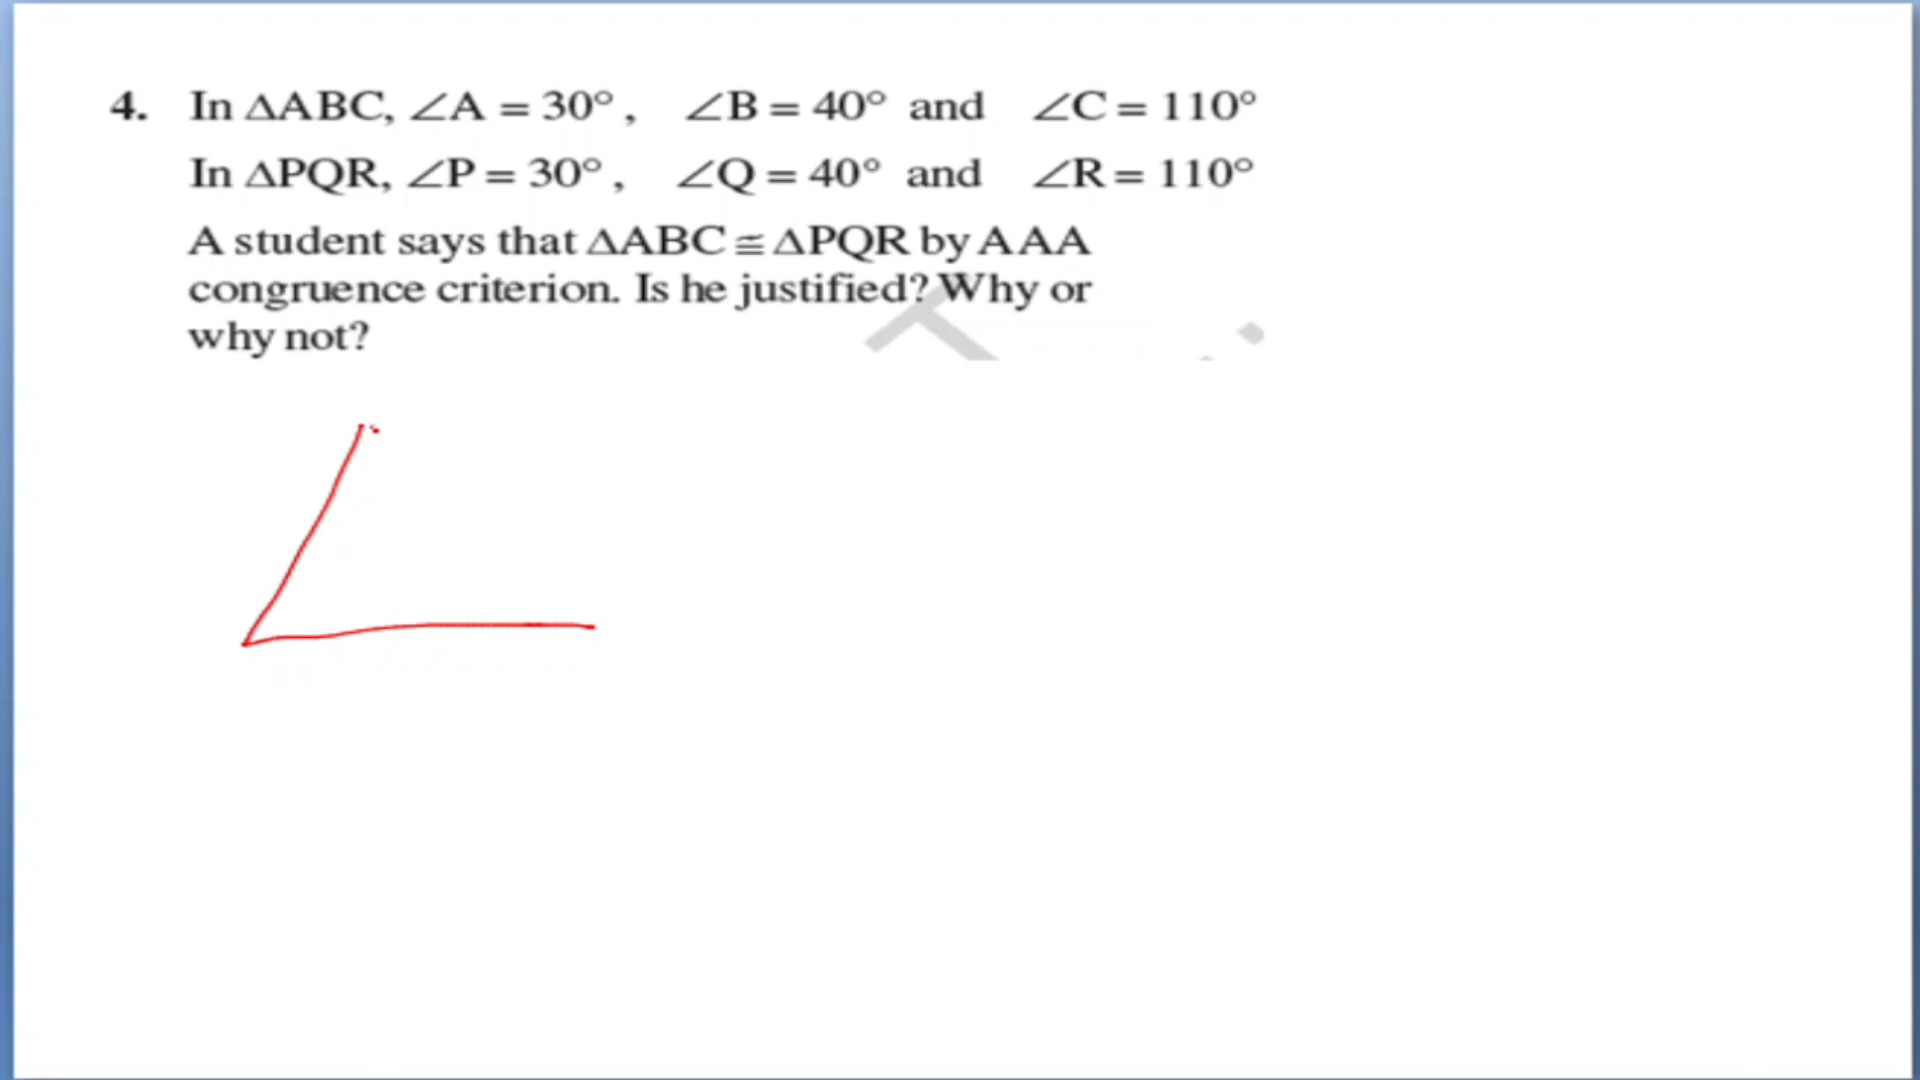 4. In ΔABC, ∠A = 30°, ∠B = 40° and ∠C = 110°
In ΔPQR, ∠P = 30°, ∠Q = 40° and ∠R = 110°
A student says that ΔABC ≅ ΔPQR by AAA
congruence criterion. Is he justified? Why or
why not?